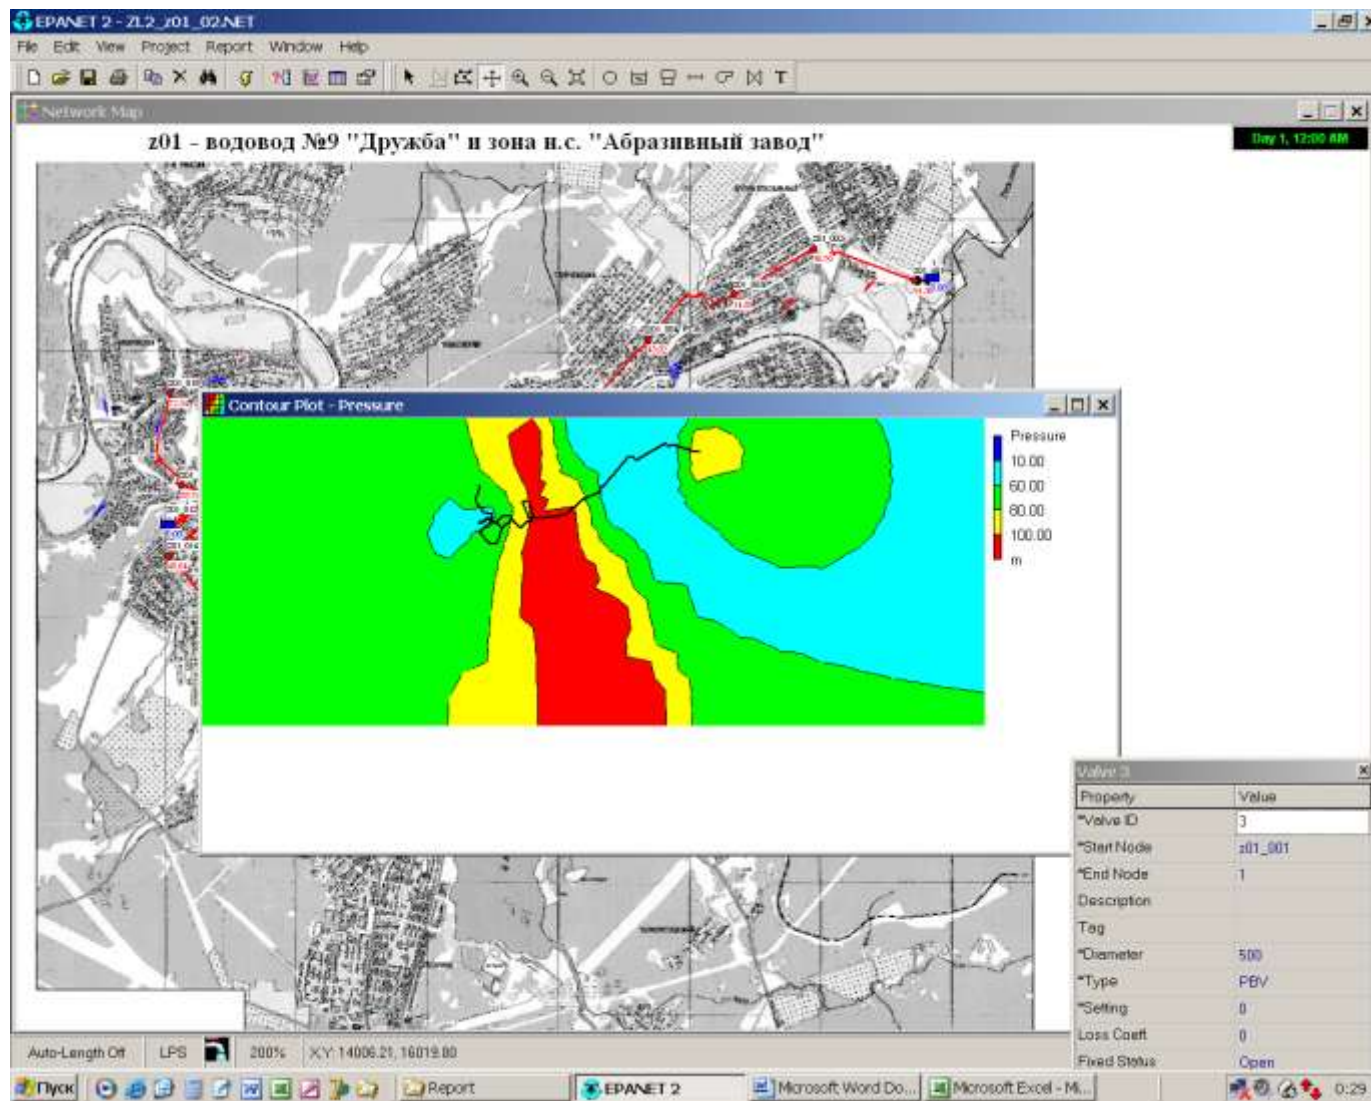 EPANET 2 - ZL2_z01_02.NET
File Edit View Project Report Window Help
T
Network Map
z01 - водовод №9 "Дружба" и зона н.с. "Абразивный завод"
Day 1, 12:00 AM
Contour Plot - Pressure
Pressure
10.00
60.00
80.00
100.00
m
Valve 3
Property Value
*Valve ID 3
*Start Node z01_001
*End Node 1
Description
Tag
*Diameter 500
*Type PBV
*Setting 0
Loss Coeff. 0
Fixed Status Open
Auto-Length Off LPS 200% X,Y: 14006.21, 16019.80
Пуск Report EPANET 2 Microsoft Word Do... Microsoft Excel - Mi... 0:29